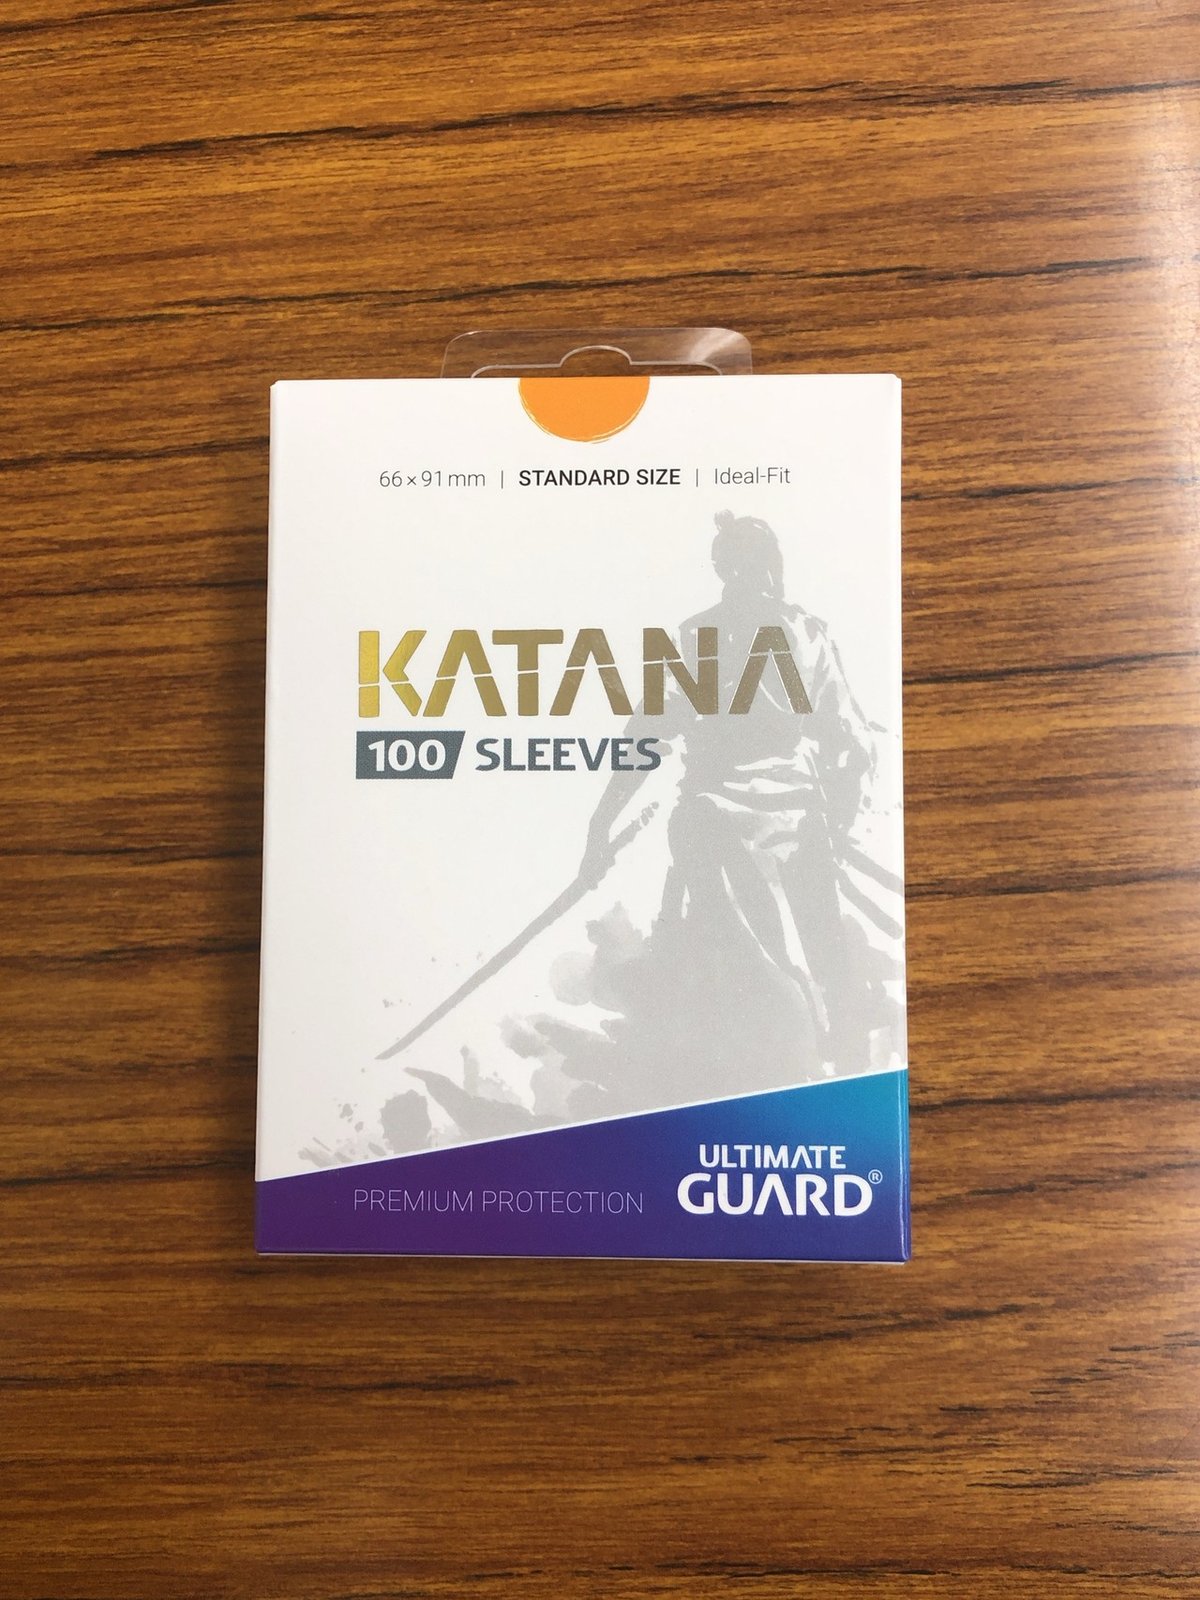 66 × 91 mm | STANDARD SIZE | Ideal-Fit
KATANA
100 SLEEVES
PREMIUM PROTECTION
ULTIMATE
GUARD®